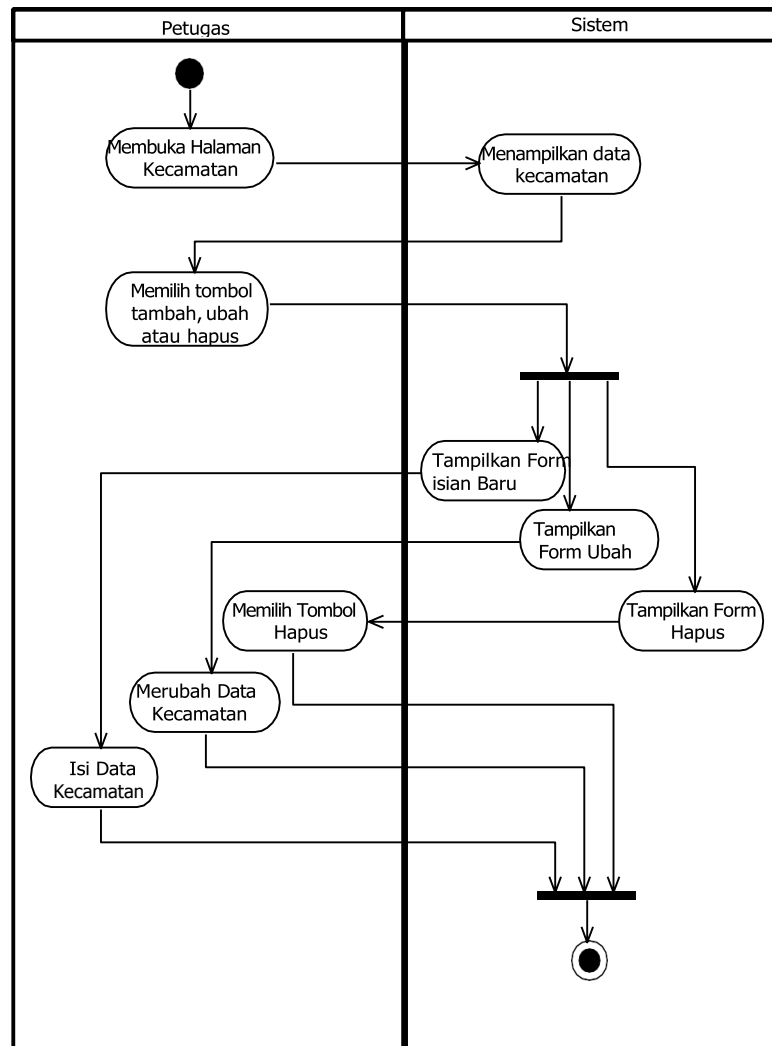 Petugas
Sistem
Membuka Halaman
Kecamatan
Menampilkan data
kecamatan
Memilih tombol
tambah, ubah
atau hapus
Tampilkan Form
isian Baru
Tampilkan
Form Ubah
Memilih Tombol
Hapus
Tampilkan Form
Hapus
Merubah Data
Kecamatan
Isi Data
Kecamatan